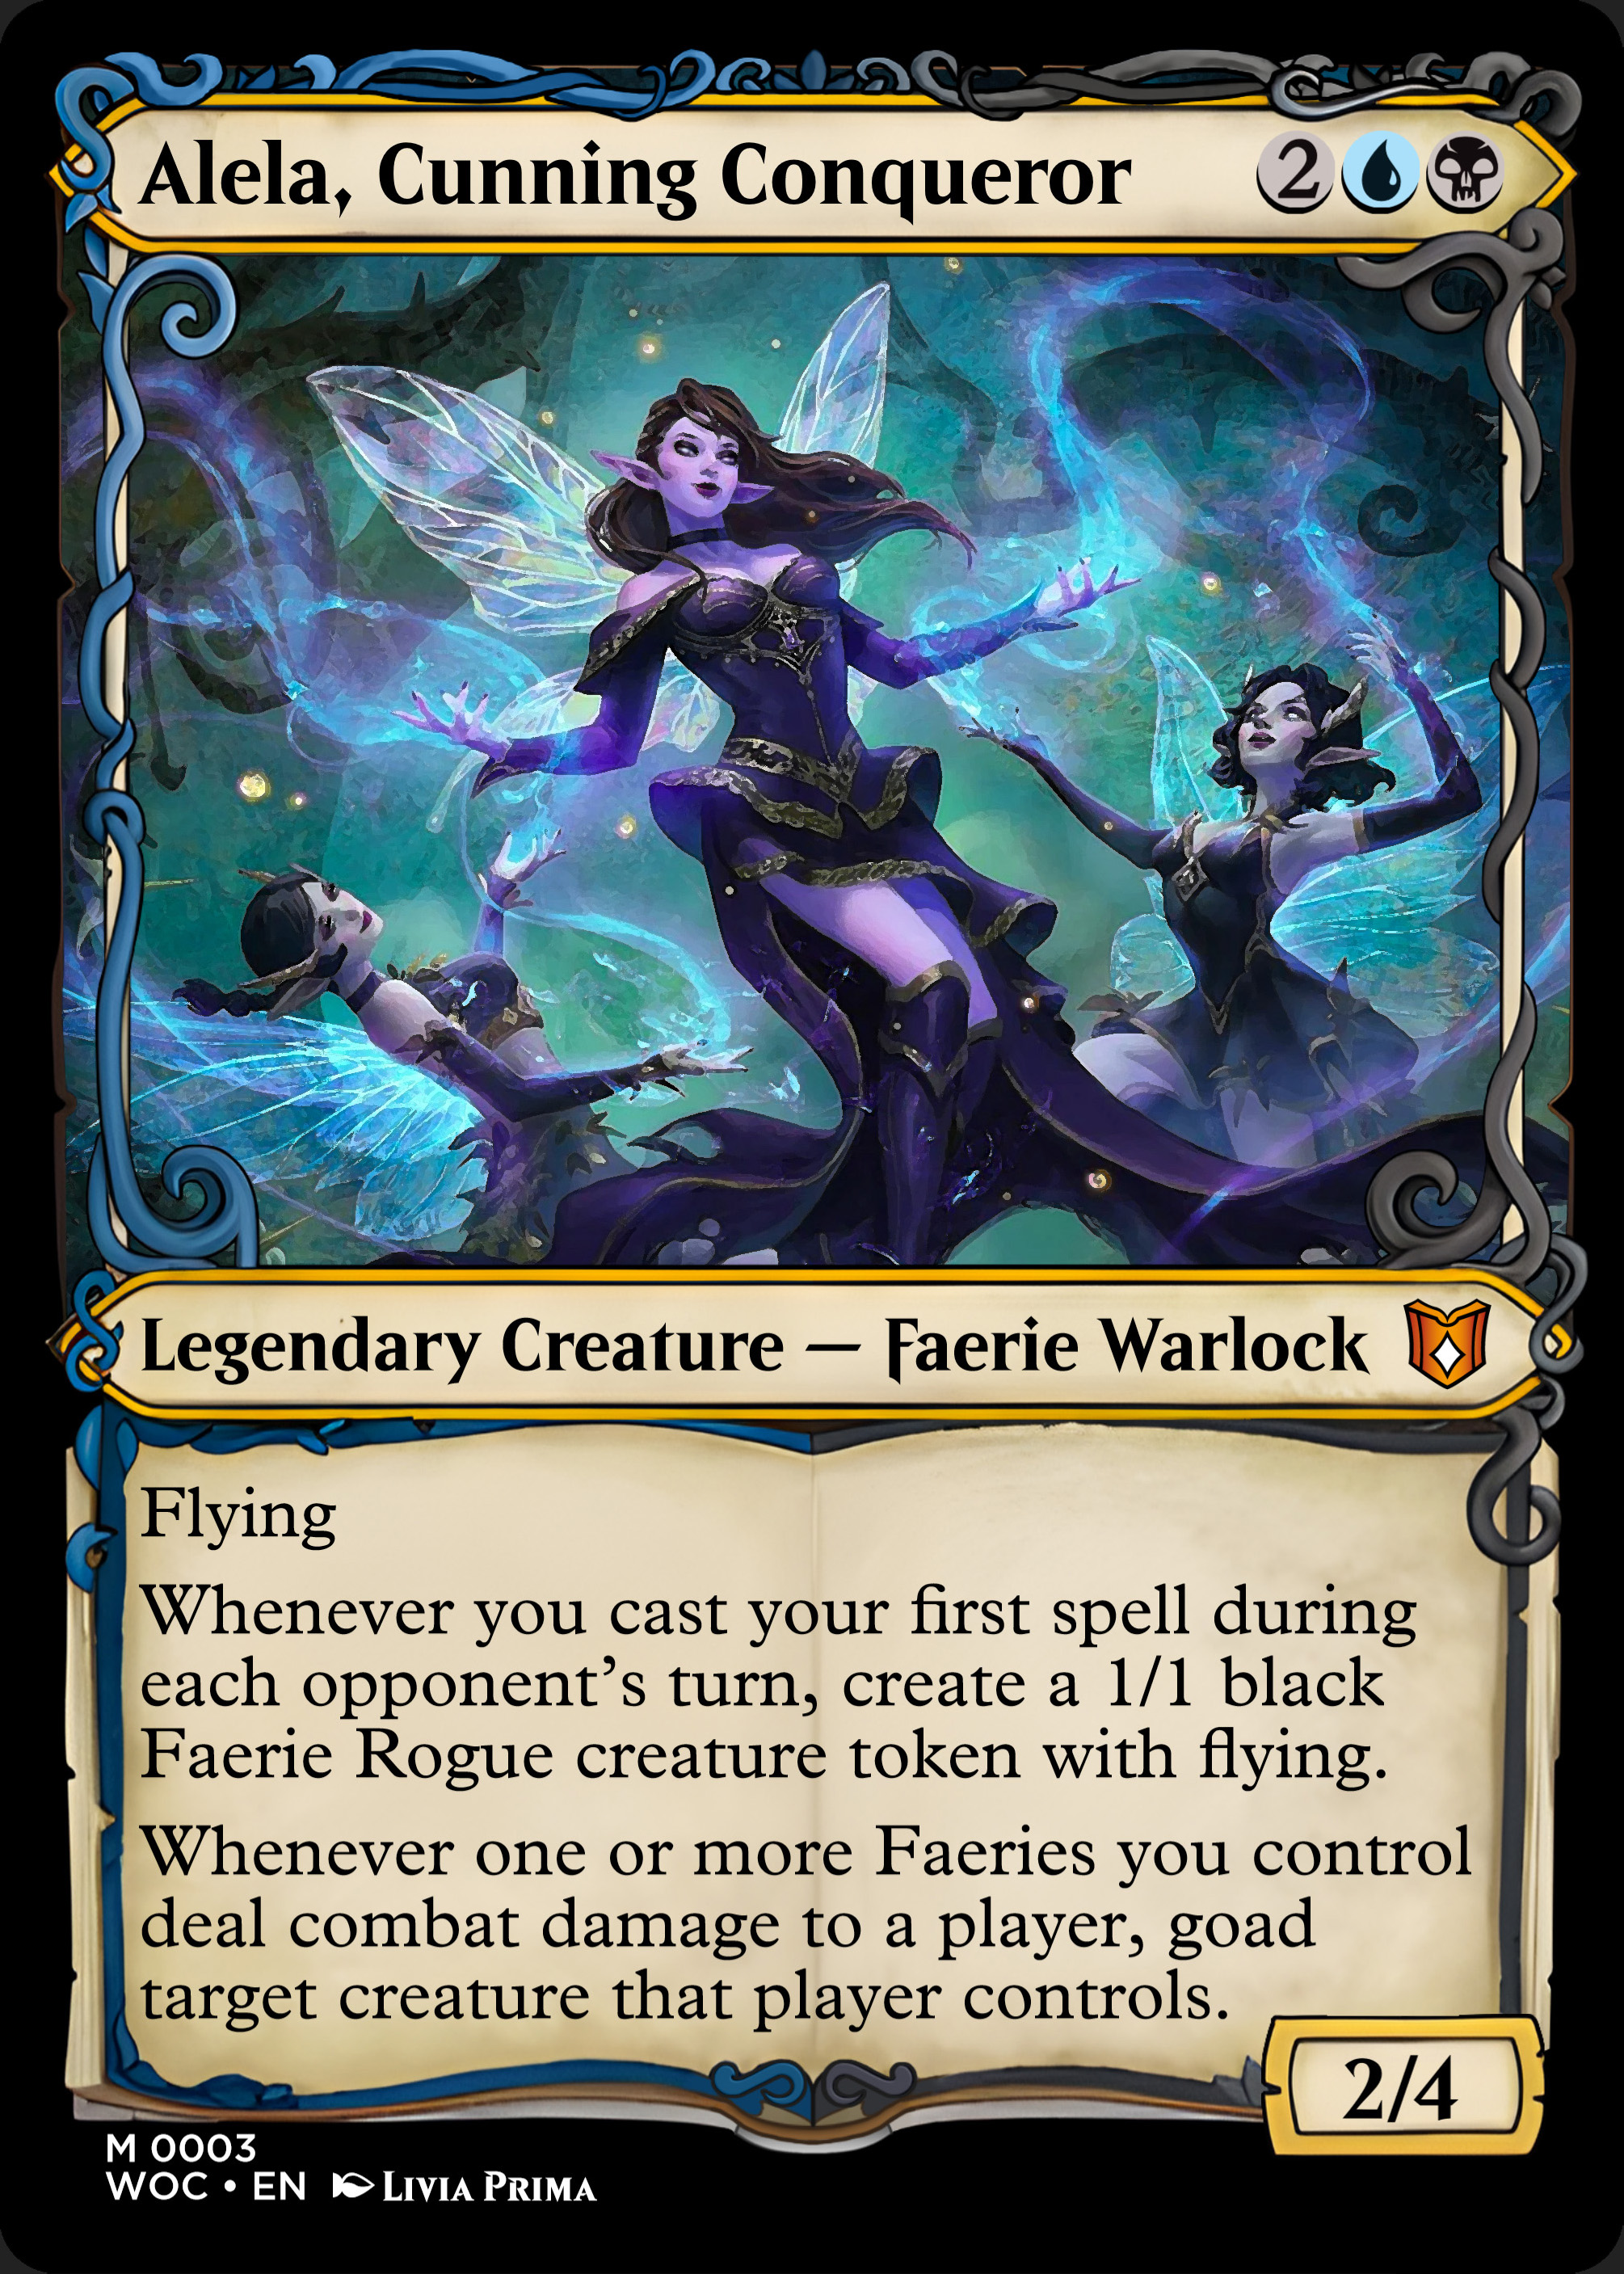 Alela, Cunning Conqueror 2
Legendary Creature — Faerie Warlock
Flying
Whenever you cast your first spell during
each opponent's turn, create a 1/1 black
Faerie Rogue creature token with flying.
Whenever one or more Faeries you control
deal combat damage to a player, goad
target creature that player controls.
2/4
M 0003
WOC • EN Livia Prima